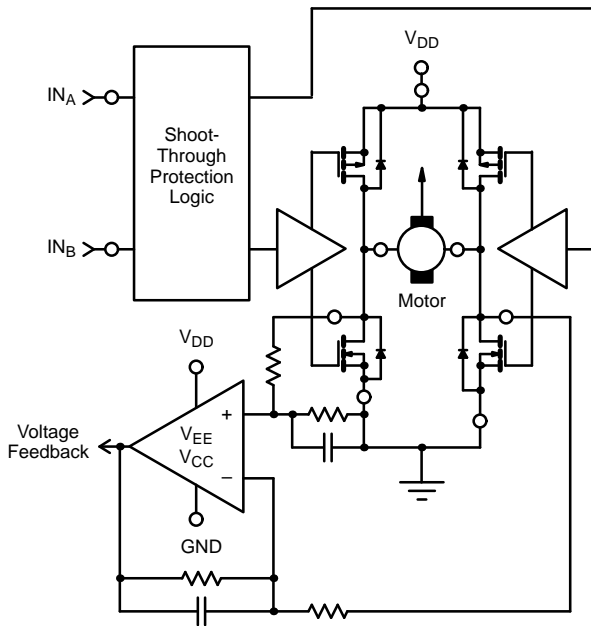 V_DD
IN_A
Shoot-
Through
Protection
Logic
IN_B
Motor
V_DD
+
Voltage
Feedback
V_EE
V_CC
–
GND